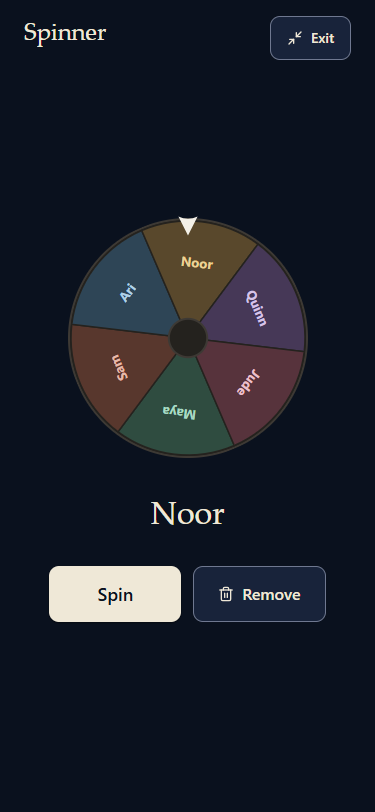 Spinner
Exit
Noor
Quinn
Ari
Sam
Jude
Maya
Noor
Spin
Remove